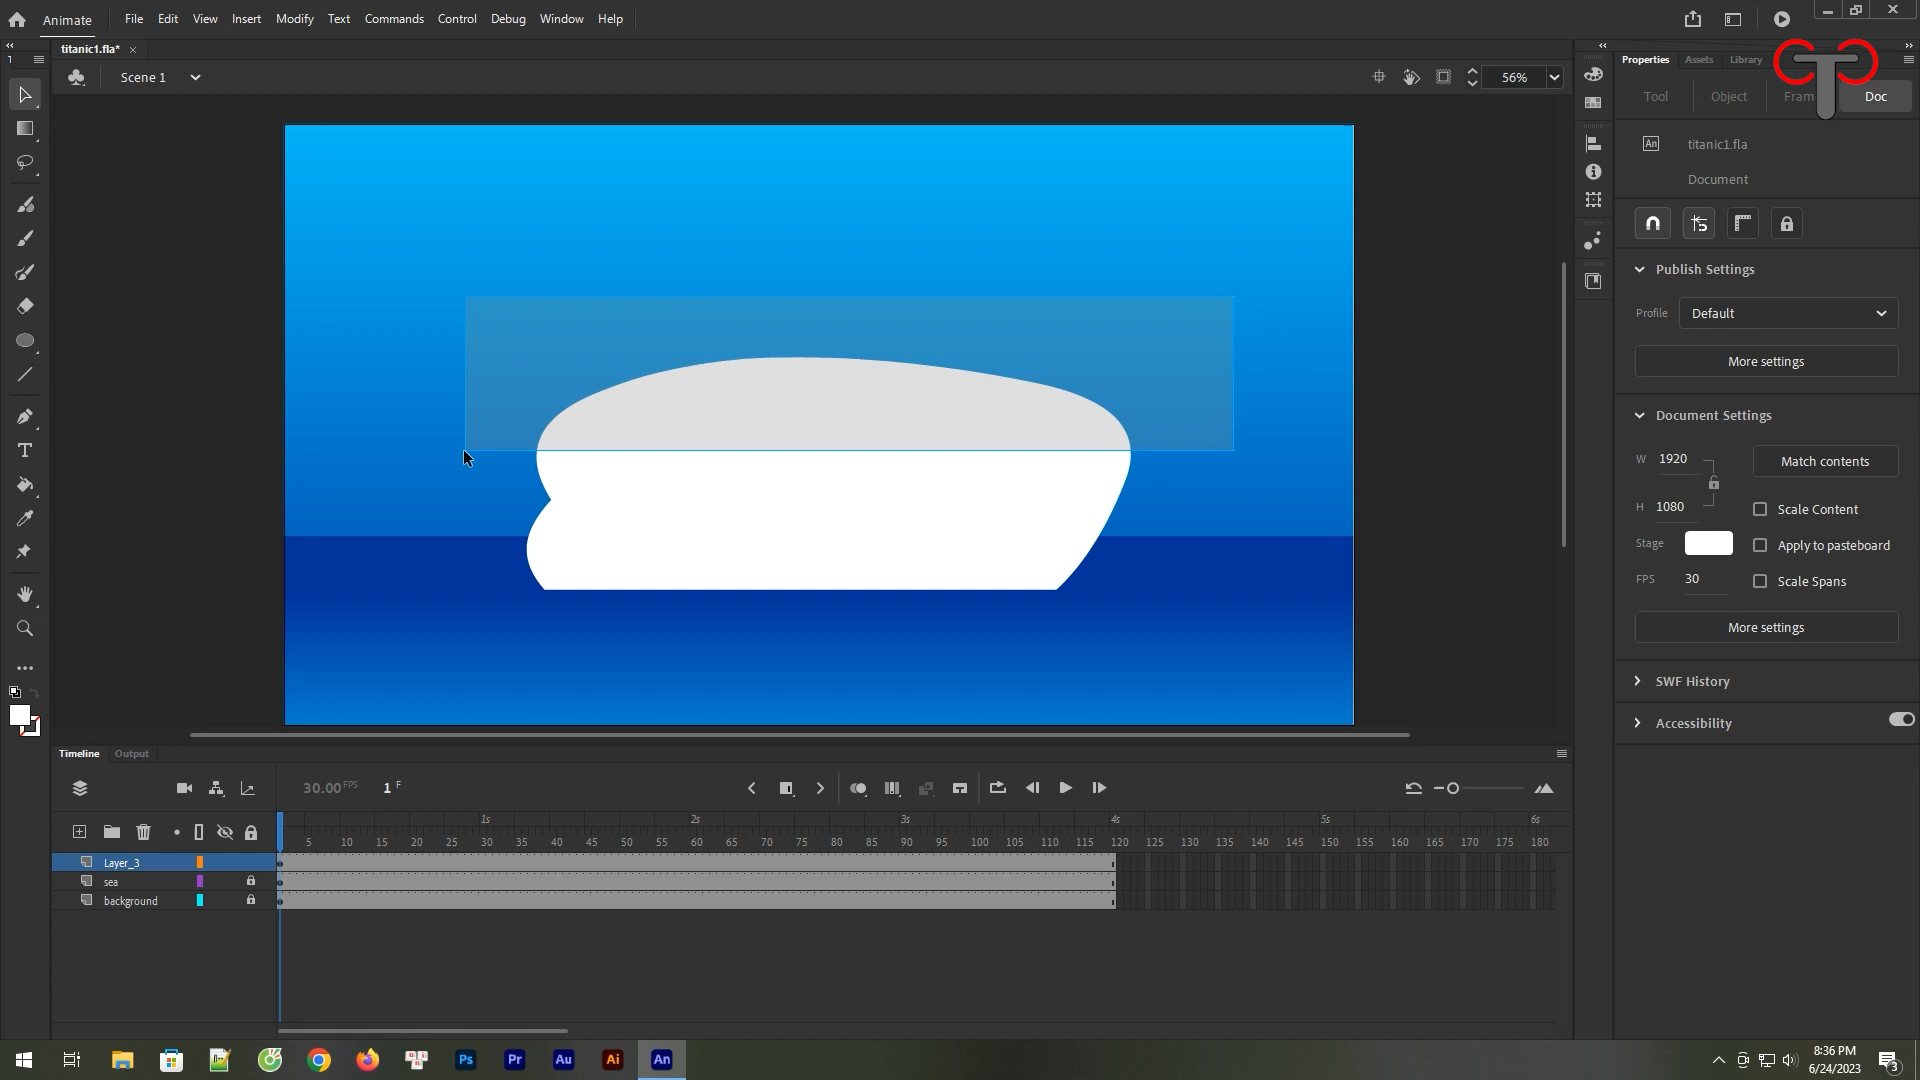 Animate File Edit View Insert Modify Text Commands Control Debug Window Help
titanic1.fla*
Scene 1 56%
Properties Assets Library
Tool Object Fram Doc
An titanic1.fla
Document
Publish Settings
Profile Default
More settings
Document Settings
W 1920 Match contents
H 1080 Scale Content
Stage Apply to pasteboard
FPS 30 Scale Spans
More settings
SWF History
Accessibility
Timeline Output
30.00 FPS 1 F
1s 2s 3s 4s 5s 6s
5 10 15 20 25 30 35 40 45 50 55 60 65 70 75 80 85 90 95 100 105 110 115 120 125 130 135 140 145 150 155 160 165 170 175 180
Layer_3
sea
background
Ps Pr Au Ai An
8:36 PM
6/24/2023
3